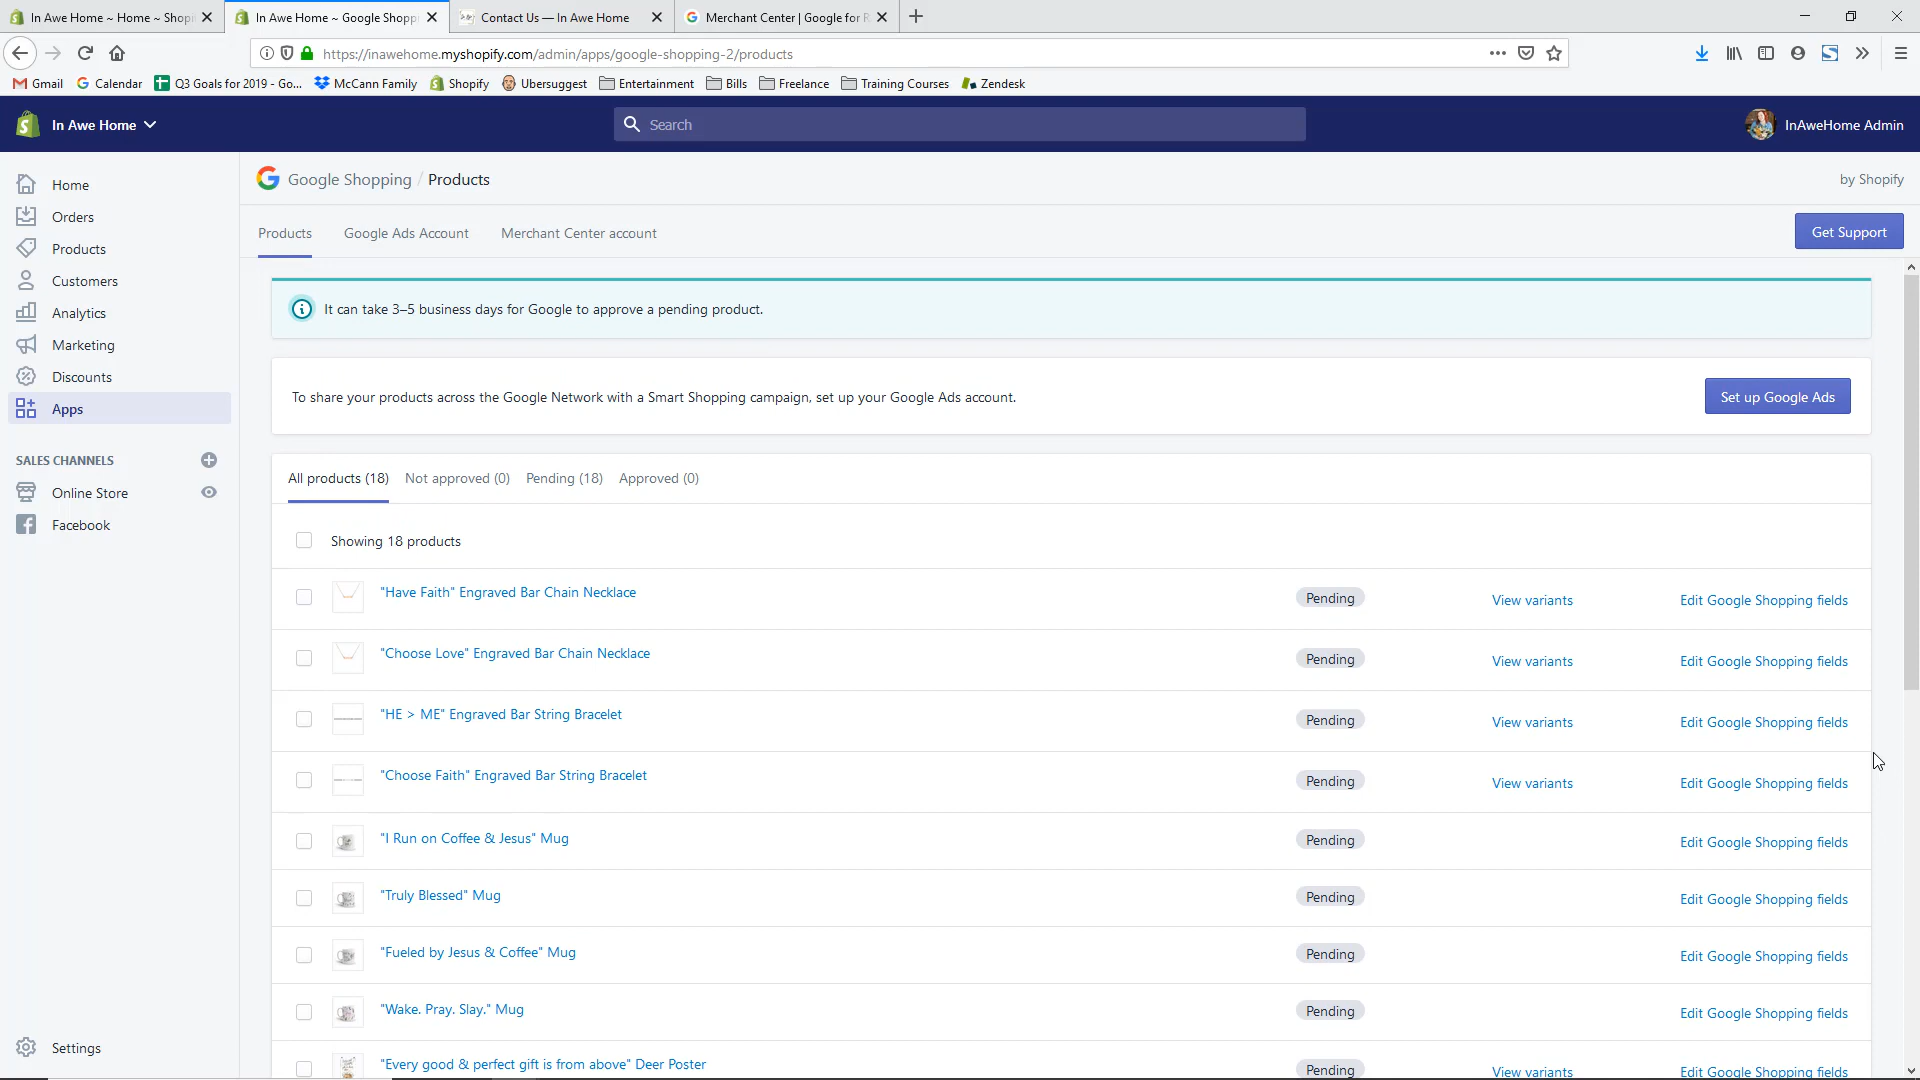 In Awe Home ~ Home ~ Shopi
In Awe Home ~ Google Shoppi
Contact Us — In Awe Home
Merchant Center | Google for R
https://inawehome.myshopify.com/admin/apps/google-shopping-2/products
Gmail
Calendar
Q3 Goals for 2019 - Go...
McCann Family
Shopify
Ubersuggest
Entertainment
Bills
Freelance
Training Courses
Zendesk
In Awe Home
Search
InAweHome Admin
Home
Orders
Products
Customers
Analytics
Marketing
Discounts
Apps
SALES CHANNELS
Online Store
Facebook
Settings
Google Shopping / Products
by Shopify
Products
Google Ads Account
Merchant Center account
Get Support
It can take 3–5 business days for Google to approve a pending product.
To share your products across the Google Network with a Smart Shopping campaign, set up your Google Ads account.
Set up Google Ads
All products (18)
Not approved (0)
Pending (18)
Approved (0)
Showing 18 products
"Have Faith" Engraved Bar Chain Necklace
Pending
View variants
Edit Google Shopping fields
"Choose Love" Engraved Bar Chain Necklace
Pending
View variants
Edit Google Shopping fields
"HE > ME" Engraved Bar String Bracelet
Pending
View variants
Edit Google Shopping fields
"Choose Faith" Engraved Bar String Bracelet
Pending
View variants
Edit Google Shopping fields
"I Run on Coffee & Jesus" Mug
Pending
Edit Google Shopping fields
"Truly Blessed" Mug
Pending
Edit Google Shopping fields
"Fueled by Jesus & Coffee" Mug
Pending
Edit Google Shopping fields
"Wake. Pray. Slay." Mug
Pending
Edit Google Shopping fields
"Every good & perfect gift is from above" Deer Poster
Pending
View variants
Edit Google Shopping fields